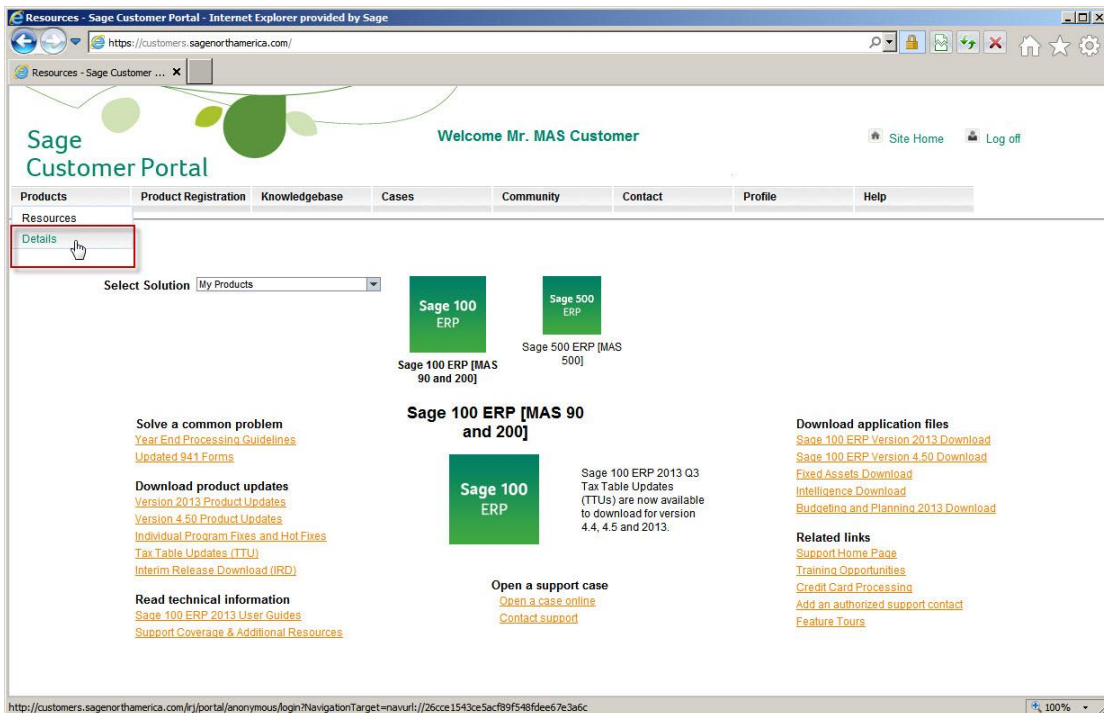 Resources - Sage Customer Portal - Internet Explorer provided by Sage
https://customers.sagenorthamerica.com/
Resources - Sage Customer ...
Sage
Customer Portal
Welcome Mr. MAS Customer
Site Home
Log off
Products
Product Registration
Knowledgebase
Cases
Community
Contact
Profile
Help
Resources
Details
Select Solution
My Products
Sage 100
ERP
Sage 100 ERP [MAS
90 and 200]
Sage 500
ERP
Sage 500 ERP [MAS
500]
Solve a common problem
Year End Processing Guidelines
Updated 941 Forms
Download product updates
Version 2013 Product Updates
Version 4.50 Product Updates
Individual Program Fixes and Hot Fixes
Tax Table Updates (TTU)
Interim Release Download (IRD)
Read technical information
Sage 100 ERP 2013 User Guides
Support Coverage & Additional Resources
Sage 100 ERP [MAS 90
and 200]
Sage 100
ERP
Sage 100 ERP 2013 Q3
Tax Table Updates
(TTUs) are now available
to download for version
4.4, 4.5 and 2013.
Open a support case
Open a case online
Contact support
Download application files
Sage 100 ERP Version 2013 Download
Sage 100 ERP Version 4.50 Download
Fixed Assets Download
Intelligence Download
Budgeting and Planning 2013 Download
Related links
Support Home Page
Training Opportunities
Credit Card Processing
Add an authorized support contact
Feature Tours
http://customers.sagenorthamerica.com/irj/portal/anonymous/login?NavigationTarget=navurl://26cce1543ce5acf89f548fdee67e3a6c
100%